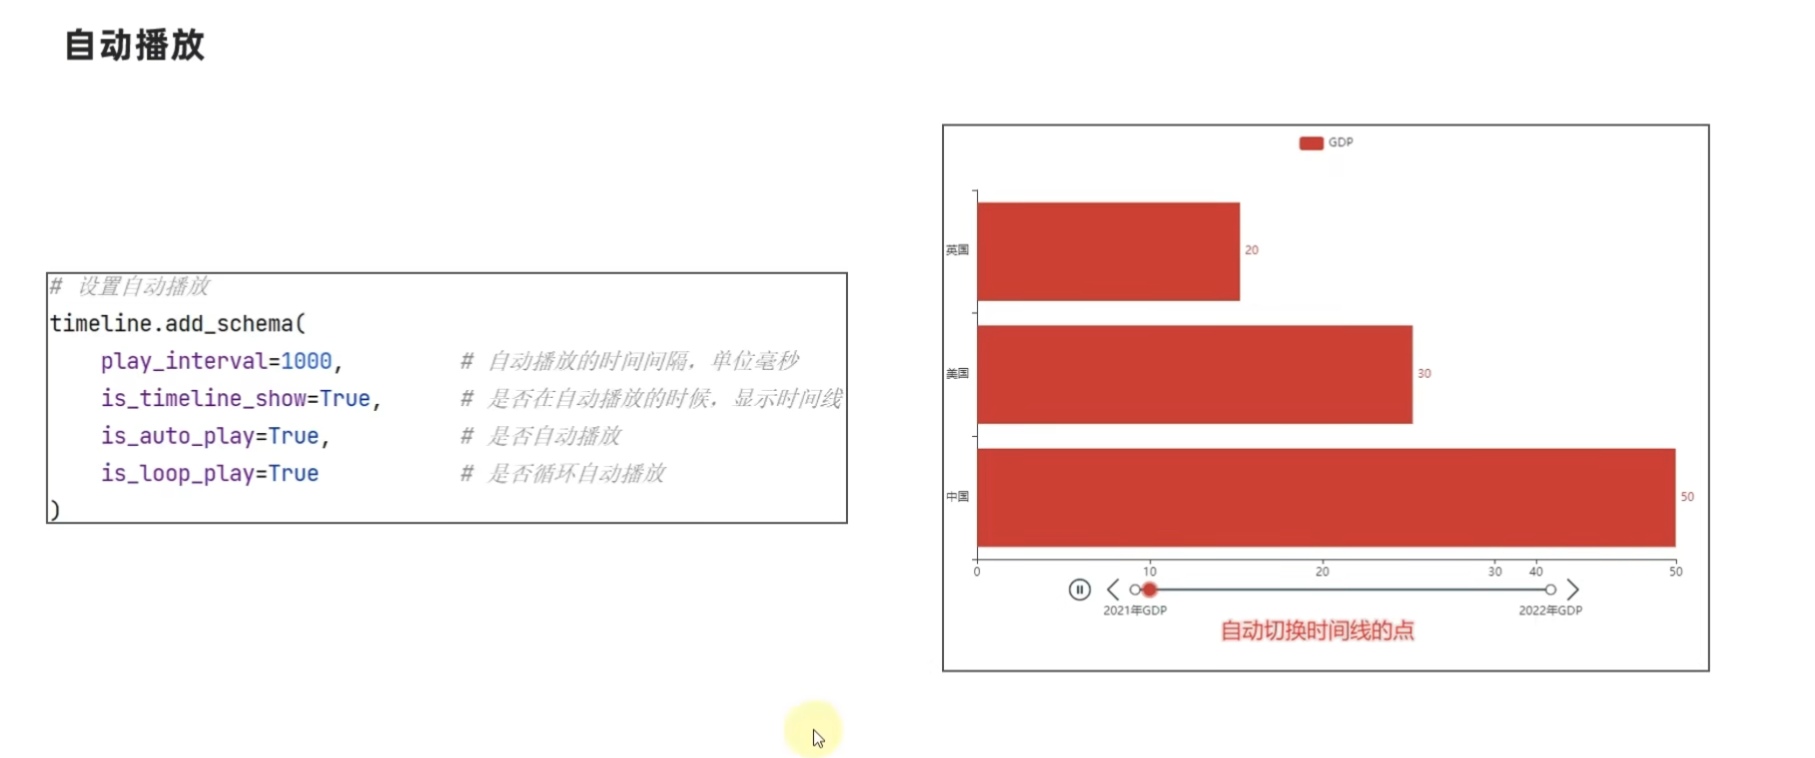 自动播放
# 设置自动播放
timeline.add_schema(
    play_interval=1000,          # 自动播放的时间间隔，单位毫秒
    is_timeline_show=True,       # 是否在自动播放的时候，显示时间线
    is_auto_play=True,           # 是否自动播放
    is_loop_play=True            # 是否循环自动播放
)
GDP
英国 20
美国 30
中国 50
0 10 20 30 40 50
2021年GDP 2022年GDP
自动切换时间线的点